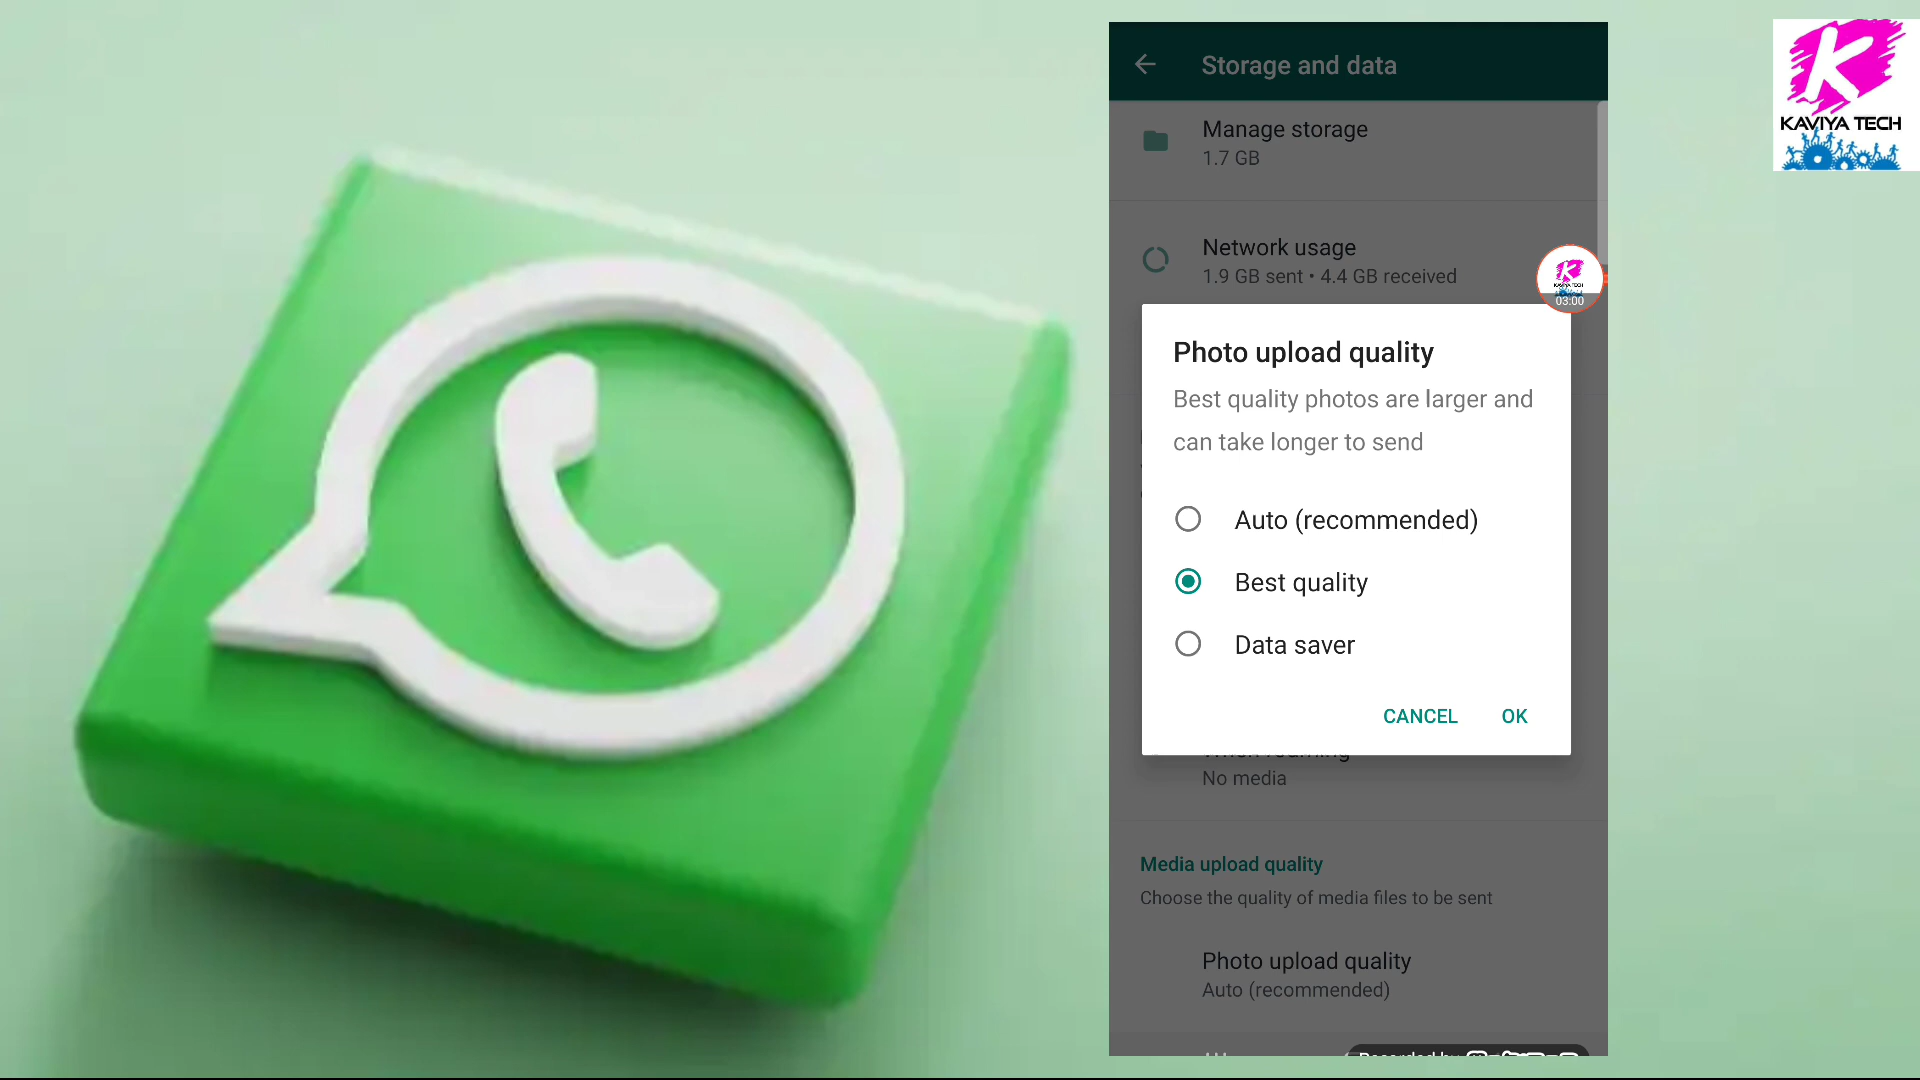 Storage and data
Manage storage
1.7 GB
Network usage
1.9 GB sent • 4.4 GB received
03:00
Photo upload quality
Best quality photos are larger and
can take longer to send
Auto (recommended)
Best quality
Data saver
CANCEL OK
No media
Media upload quality
Choose the quality of media files to be sent
Photo upload quality
Auto (recommended)
K
KAVIYA TECH